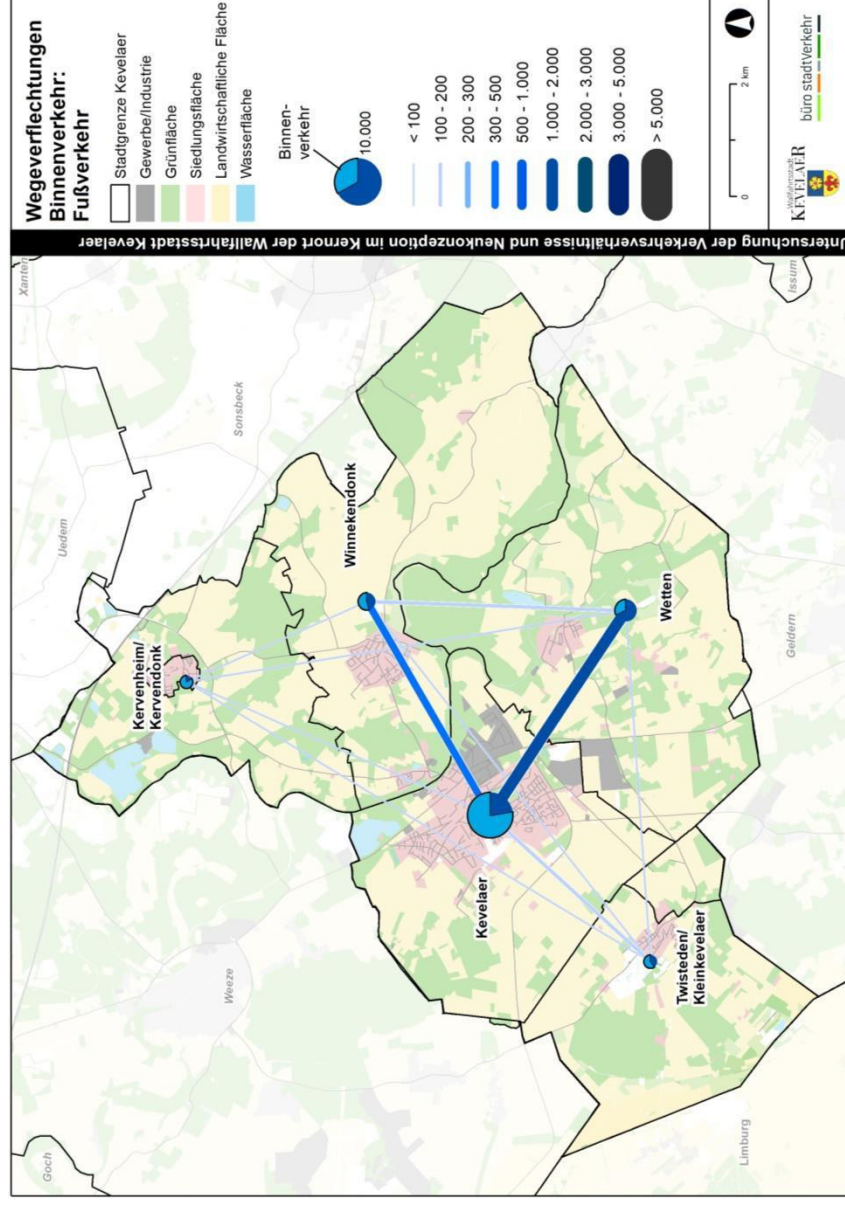 Wegeverflechtungen
Binnenverkehr:
Fußverkehr
Stadtgrenze Kevelaer
Gewerbe/Industrie
Grünfläche
Siedlungsfläche
Landwirtschaftliche Fläche
Wasserfläche
Binnen-
verkehr
10.000
< 100
100 - 200
200 - 300
300 - 500
500 - 1.000
1.000 - 2.000
2.000 - 3.000
3.000 - 5.000
> 5.000
0
2 km
Wallfahrtsstadt
KEVELAER
büro stadtVerkehr
Untersuchung der Verkehrsverhältnisse und Neukonzeption im Kernort der Wallfahrtsstadt Kevelaer
Xanten
Uedem
Sonsbeck
Kervenheim/
Kervendonk
Winnekendonk
Goch
Weeze
Kevelaer
Wetten
Issum
Twisteden/
Kleinkevelaer
Geldern
Limburg